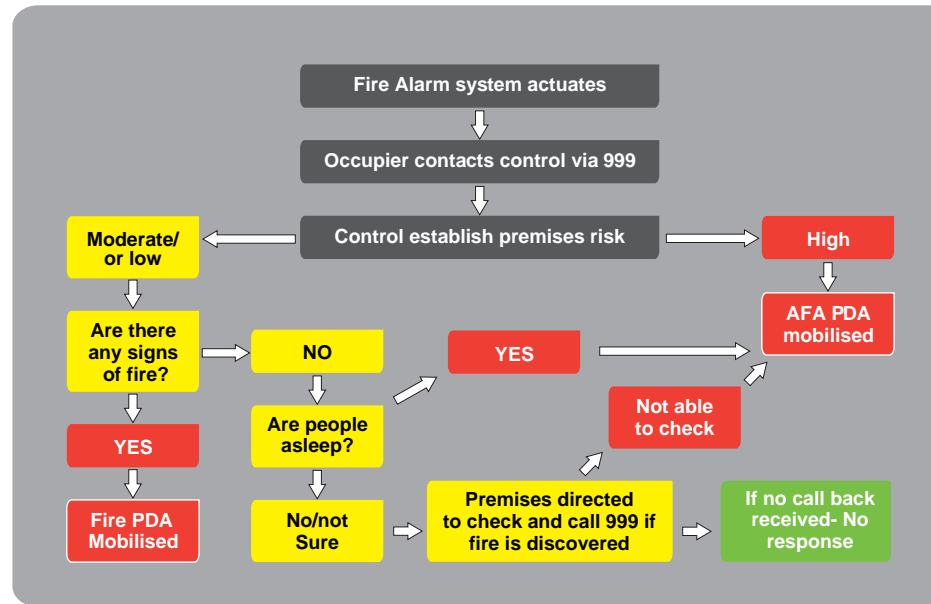 Fire Alarm system actuates
Occupier contacts control via 999
Control establish premises risk
Moderate/
or low
High
Are there
any signs
of fire?
NO
YES
AFA PDA
mobilised
YES
Are people
asleep?
Not able
to check
Fire PDA
Mobilised
No/not
Sure
Premises directed
to check and call 999 if
fire is discovered
If no call back
received- No
response